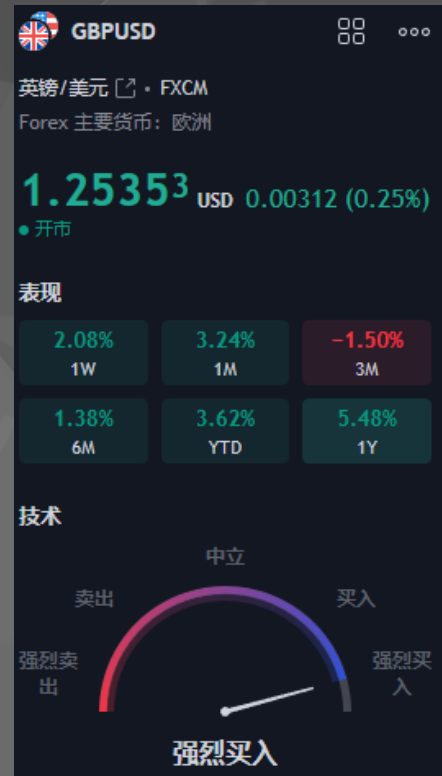 GBPUSD
英镑/美元 • FXCM
Forex 主要货币：欧洲
1.25353 USD 0.00312 (0.25%)
开市
表现
2.08% 3.24% −1.50%
1W 1M 3M
1.38% 3.62% 5.48%
6M YTD 1Y
技术
中立
卖出 买入
强烈卖出 强烈买入
强烈买入